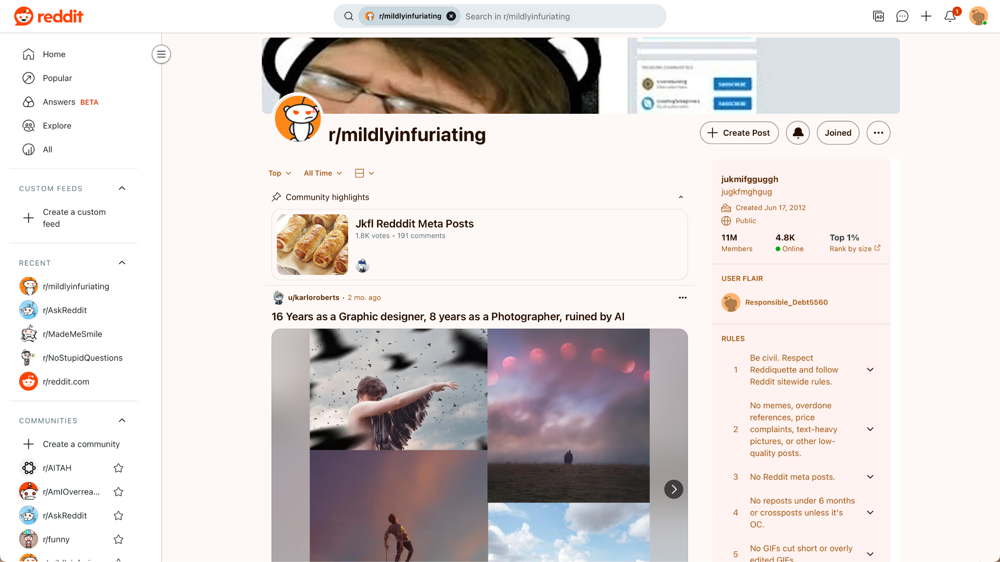 reddit
r/mildlyinfuriating
Search in r/mildlyinfuriating
AD
1
Home
Popular
Answers BETA
Explore
All
CUSTOM FEEDS
Create a custom
feed
RECENT
r/mildlyinfuriating
r/AskReddit
r/MadeMeSmile
r/NoStupidQuestions
r/reddit.com
COMMUNITIES
Create a community
r/AITAH
r/AmIOverrea...
r/AskReddit
r/funny
SUBSCRIBE
SUBSCRIBE
r/mildlyinfuriating
Create Post
Joined
Top
All Time
Community highlights
Jkfl Redddit Meta Posts
1.8K votes • 191 comments
u/karloroberts • 2 mo. ago
16 Years as a Graphic designer, 8 years as a Photographer, ruined by AI
jukmifgguggh
jugkfmghgug
Created Jun 17, 2012
Public
11M
Members
4.8K
Online
Top 1%
Rank by size
USER FLAIR
Responsible_Debt5560
RULES
1
Be civil. Respect
Reddiquette and follow
Reddit sitewide rules.
2
No memes, overdone
references, price
complaints, text-heavy
pictures, or other low-
quality posts.
3
No Reddit meta posts.
4
No reposts under 6 months
or crossposts unless it's
OC.
5
No GIFs cut short or overly
edited GIFs